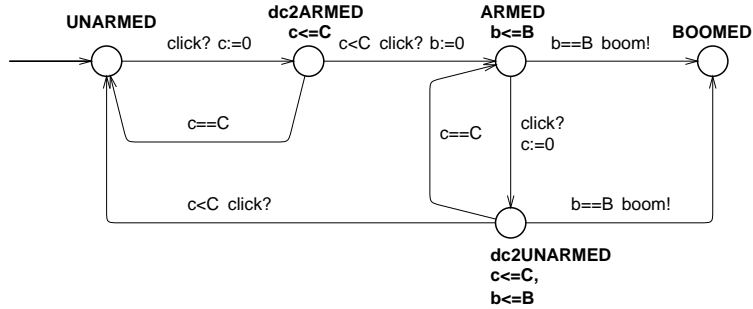 UNARMED
dc2ARMED
c<=C
ARMED
b<=B
BOOMED
click? c:=0
c<C click? b:=0
b==B boom!
c==C
c==C
click?
c:=0
c<C click?
b==B boom!
dc2UNARMED
c<=C,
b<=B